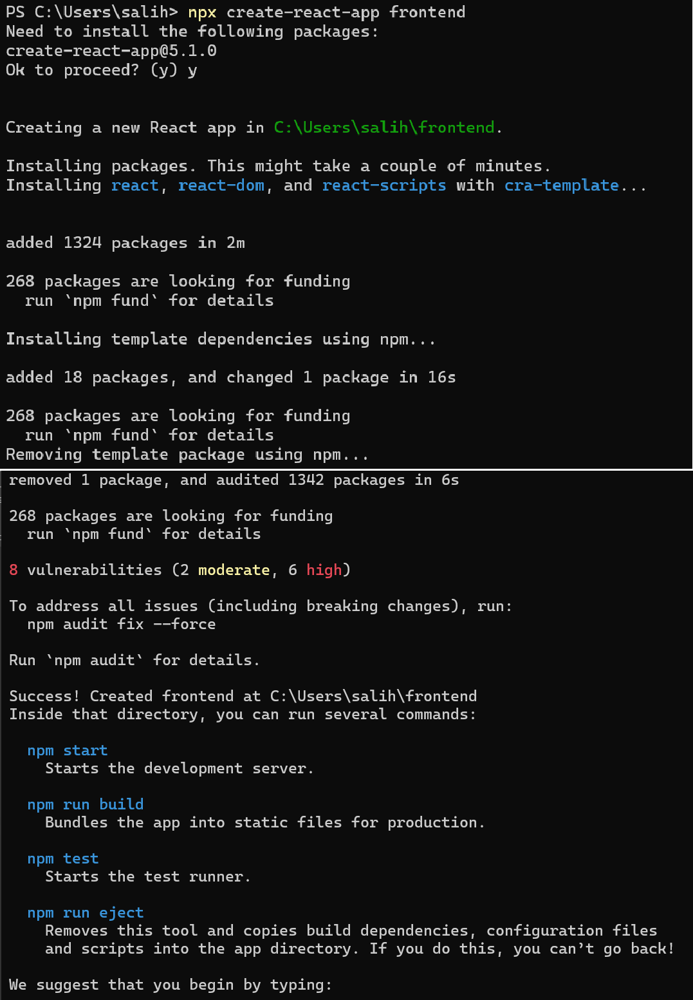 PS C:\Users\salih> npx create-react-app frontend
Need to install the following packages:
create-react-app@5.1.0
Ok to proceed? (y) y
Creating a new React app in C:\Users\salih\frontend.
Installing packages. This might take a couple of minutes.
Installing react, react-dom, and react-scripts with cra-template...
added 1324 packages in 2m
268 packages are looking for funding
  run `npm fund` for details
Installing template dependencies using npm...
added 18 packages, and changed 1 package in 16s
268 packages are looking for funding
  run `npm fund` for details
Removing template package using npm...
removed 1 package, and audited 1342 packages in 6s
268 packages are looking for funding
  run `npm fund` for details
8 vulnerabilities (2 moderate, 6 high)
To address all issues (including breaking changes), run:
  npm audit fix --force
Run `npm audit` for details.
Success! Created frontend at C:\Users\salih\frontend
Inside that directory, you can run several commands:
  npm start
    Starts the development server.
  npm run build
    Bundles the app into static files for production.
  npm test
    Starts the test runner.
  npm run eject
    Removes this tool and copies build dependencies, configuration files
    and scripts into the app directory. If you do this, you can’t go back!
We suggest that you begin by typing: